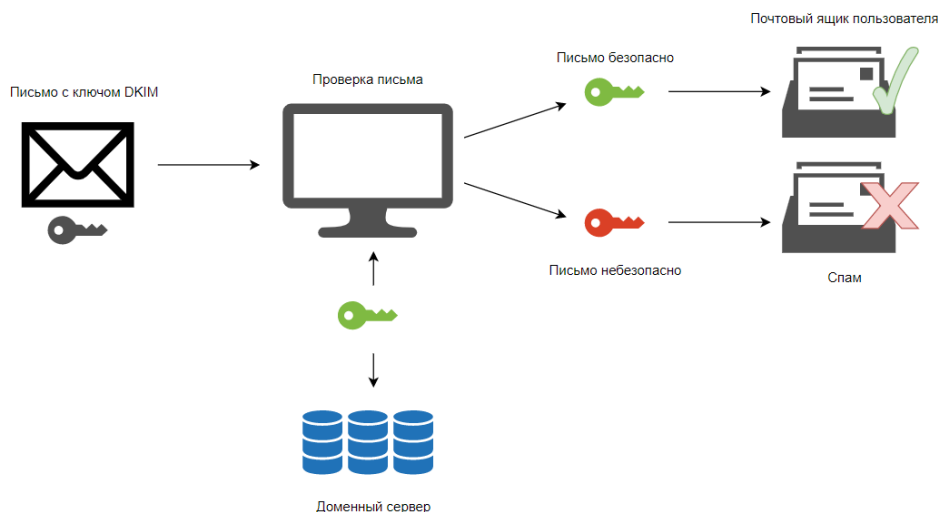 Почтовый ящик пользователя
Письмо безопасно
Проверка письма
Письмо с ключом DKIM
Письмо небезопасно
Спам
Доменный сервер